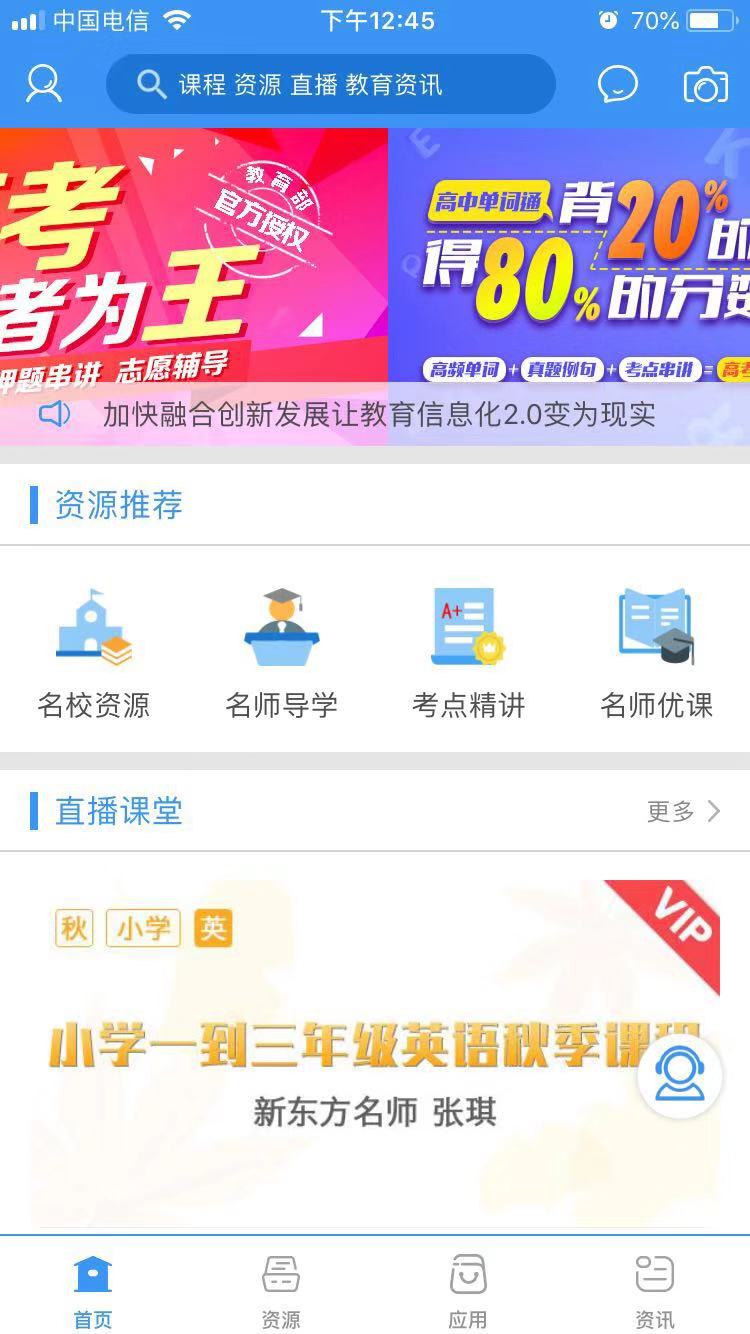 中国电信
下午12:45
70%
课程 资源 直播 教育资讯
考
者为王
押题串讲 志愿辅导
教育部
官方授权
高中单词通
背20%的
得80%的分数
高频单词+真题例句+考点串讲=高考
加快融合创新发展让教育信息化2.0变为现实
资源推荐
A+
名校资源
名师导学
考点精讲
名师优课
直播课堂
更多
秋 小学 英
VIP
小学一到三年级英语秋季课程
新东方名师 张琪
首页
资源
应用
资讯